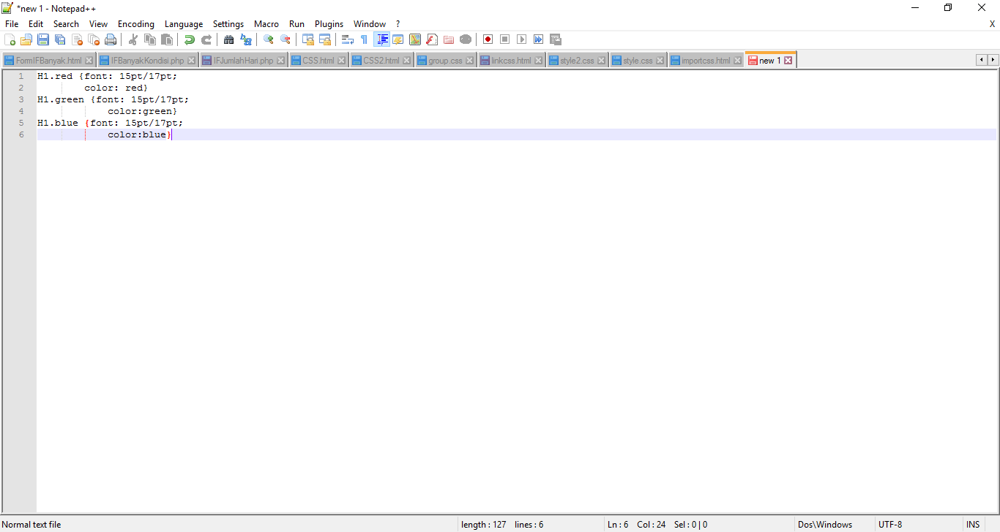 *new 1 - Notepad++
File Edit Search View Encoding Language Settings Macro Run Plugins Window ? X
FormIFBanyak.html IFBanyakKondisi.php IFJumlahHari.php CSS.html CSS2.html group.css linkcss.html style2.css style.css importcss.html new 1
1 H1.red {font: 15pt/17pt;
2 color: red}
3 H1.green {font: 15pt/17pt;
4 color:green}
5 H1.blue {font: 15pt/17pt;
6 color:blue}
Normal text file length : 127 lines : 6 Ln : 6 Col : 24 Sel : 0 | 0 Dos\Windows UTF-8 INS